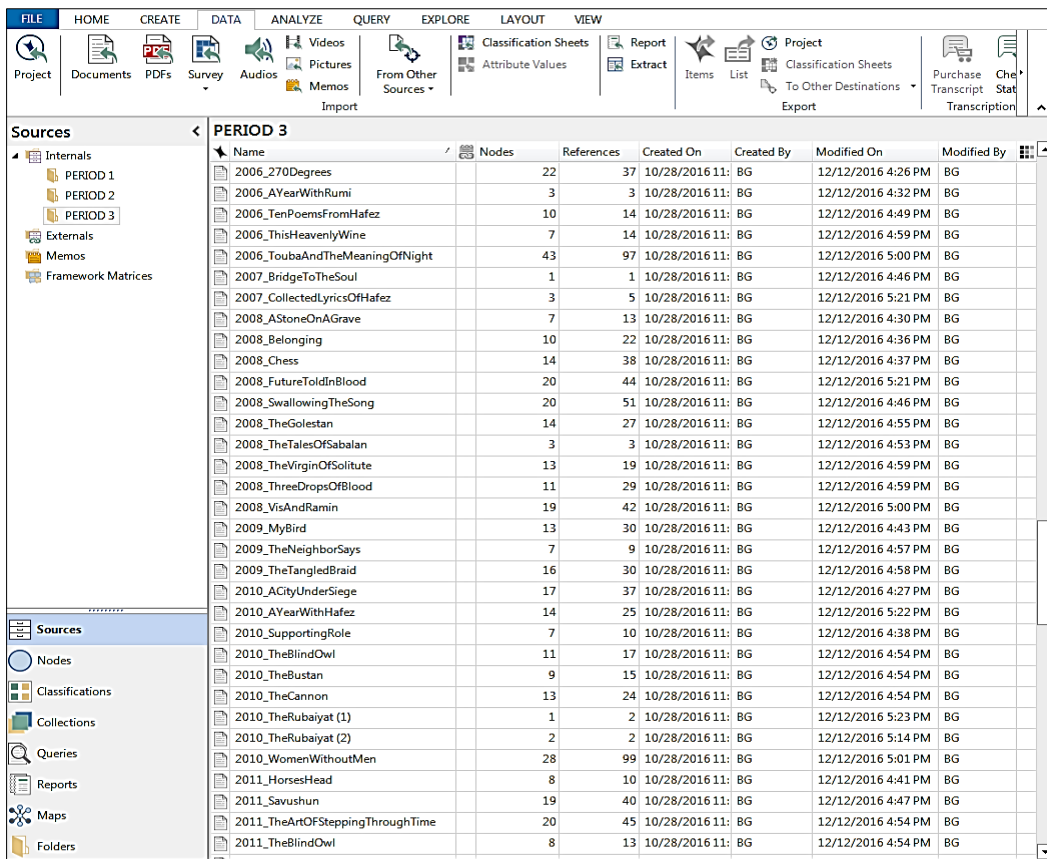 FILE HOME CREATE DATA ANALYZE QUERY EXPLORE LAYOUT VIEW
Project Documents PDFs Survey Audios Videos Pictures Memos From Other Sources Classification Sheets Attribute Values Report Extract Items List Project Classification Sheets To Other Destinations Purchase Transcript Che Stat
Import Export Transcription
Sources
Internals
PERIOD 1
PERIOD 2
PERIOD 3
Externals
Memos
Framework Matrices
Sources
Nodes
Classifications
Collections
Queries
Reports
Maps
Folders
PERIOD 3
Name Nodes References Created On Created By Modified On Modified By
2006_270Degrees 22 37 10/28/2016 11: BG 12/12/2016 4:26 PM BG
2006_AYearWithRumi 3 3 10/28/2016 11: BG 12/12/2016 4:32 PM BG
2006_TenPoemsFromHafez 10 14 10/28/2016 11: BG 12/12/2016 4:49 PM BG
2006_ThisHeavenlyWine 7 14 10/28/2016 11: BG 12/12/2016 4:59 PM BG
2006_ToubaAndTheMeaningOfNight 43 97 10/28/2016 11: BG 12/12/2016 5:00 PM BG
2007_BridgeToTheSoul 1 1 10/28/2016 11: BG 12/12/2016 4:46 PM BG
2007_CollectedLyricsOfHafez 3 5 10/28/2016 11: BG 12/12/2016 5:21 PM BG
2008_AStoneOnAGrave 7 13 10/28/2016 11: BG 12/12/2016 4:30 PM BG
2008_Belonging 10 22 10/28/2016 11: BG 12/12/2016 4:36 PM BG
2008_Chess 14 38 10/28/2016 11: BG 12/12/2016 4:37 PM BG
2008_FutureToldInBlood 20 44 10/28/2016 11: BG 12/12/2016 5:21 PM BG
2008_SwallowingTheSong 20 51 10/28/2016 11: BG 12/12/2016 4:46 PM BG
2008_TheGolestan 14 27 10/28/2016 11: BG 12/12/2016 4:55 PM BG
2008_TheTalesOfSabalan 3 3 10/28/2016 11: BG 12/12/2016 4:53 PM BG
2008_TheVirginOfSolitute 13 19 10/28/2016 11: BG 12/12/2016 4:59 PM BG
2008_ThreeDropsOfBlood 11 29 10/28/2016 11: BG 12/12/2016 4:59 PM BG
2008_VisAndRamin 19 42 10/28/2016 11: BG 12/12/2016 5:00 PM BG
2009_MyBird 13 30 10/28/2016 11: BG 12/12/2016 4:43 PM BG
2009_TheNeighborSays 7 9 10/28/2016 11: BG 12/12/2016 4:57 PM BG
2009_TheTangledBraid 16 30 10/28/2016 11: BG 12/12/2016 4:58 PM BG
2010_ACityUnderSiege 17 37 10/28/2016 11: BG 12/12/2016 4:27 PM BG
2010_AYearWithHafez 14 25 10/28/2016 11: BG 12/12/2016 5:22 PM BG
2010_SupportingRole 7 10 10/28/2016 11: BG 12/12/2016 4:38 PM BG
2010_TheBlindOwl 11 17 10/28/2016 11: BG 12/12/2016 4:54 PM BG
2010_TheBustan 9 15 10/28/2016 11: BG 12/12/2016 4:54 PM BG
2010_TheCannon 13 24 10/28/2016 11: BG 12/12/2016 4:54 PM BG
2010_TheRubaiyat (1) 1 2 10/28/2016 11: BG 12/12/2016 5:23 PM BG
2010_TheRubaiyat (2) 2 2 10/28/2016 11: BG 12/12/2016 5:14 PM BG
2010_WomenWithoutMen 28 99 10/28/2016 11: BG 12/12/2016 5:01 PM BG
2011_HorsesHead 8 10 10/28/2016 11: BG 12/12/2016 4:41 PM BG
2011_Savushun 19 40 10/28/2016 11: BG 12/12/2016 4:47 PM BG
2011_TheArtOFSteppingThroughTime 20 45 10/28/2016 11: BG 12/12/2016 4:54 PM BG
2011_TheBlindOwl 8 13 10/28/2016 11: BG 12/12/2016 4:54 PM BG